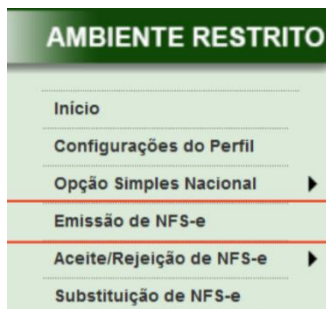 AMBIENTE RESTRITO
Início
Configurações do Perfil
Opção Simples Nacional
Emissão de NFS-e
Aceite/Rejeição de NFS-e
Substituição de NFS-e